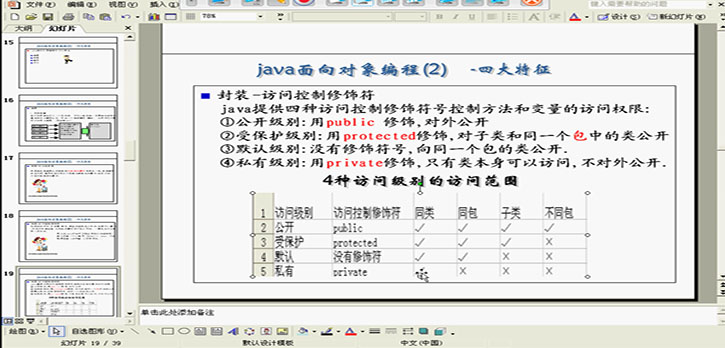 文件(F) 编辑(E) 视图(V) 插入(I)
键入需要帮助的问题
78%
设计(S) 新幻灯片(N)
大纲 幻灯片
15
16
17
18
19
java面向对象编程(2) -四大特征
封装-访问控制修饰符
java提供四种访问控制修饰符号控制方法和变量的访问权限:
①公开级别:用public 修饰,对外公开
②受保护级别:用protected修饰,对子类和同一个包中的类公开
③默认级别:没有修饰符号,向同一个包的类公开.
④私有级别:用private修饰,只有类本身可以访问,不对外公开.
4种访问级别的访问范围
1 访问级别 访问控制修饰符 同类 同包 子类 不同包
2 公开 public ✓ ✓ ✓ ✓
3 受保护 protected ✓ ✓ ✓ X
4 默认 没有修饰符 ✓ ✓ X X
5 私有 private X X X
单击此处添加备注
绘图(R) 自选图形(U)
幻灯片 19 / 39 默认设计模板 中文(中国)